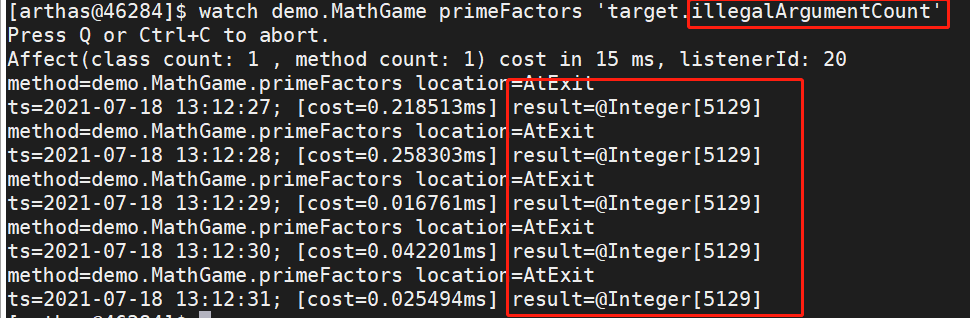 [arthas@46284]$ watch demo.MathGame primeFactors 'target.illegalArgumentCount'
Press Q or Ctrl+C to abort.
Affect(class count: 1 , method count: 1) cost in 15 ms, listenerId: 20
method=demo.MathGame.primeFactors location=AtExit
ts=2021-07-18 13:12:27; [cost=0.218513ms] result=@Integer[5129]
method=demo.MathGame.primeFactors location=AtExit
ts=2021-07-18 13:12:28; [cost=0.258303ms] result=@Integer[5129]
method=demo.MathGame.primeFactors location=AtExit
ts=2021-07-18 13:12:29; [cost=0.016761ms] result=@Integer[5129]
method=demo.MathGame.primeFactors location=AtExit
ts=2021-07-18 13:12:30; [cost=0.042201ms] result=@Integer[5129]
method=demo.MathGame.primeFactors location=AtExit
ts=2021-07-18 13:12:31; [cost=0.025494ms] result=@Integer[5129]